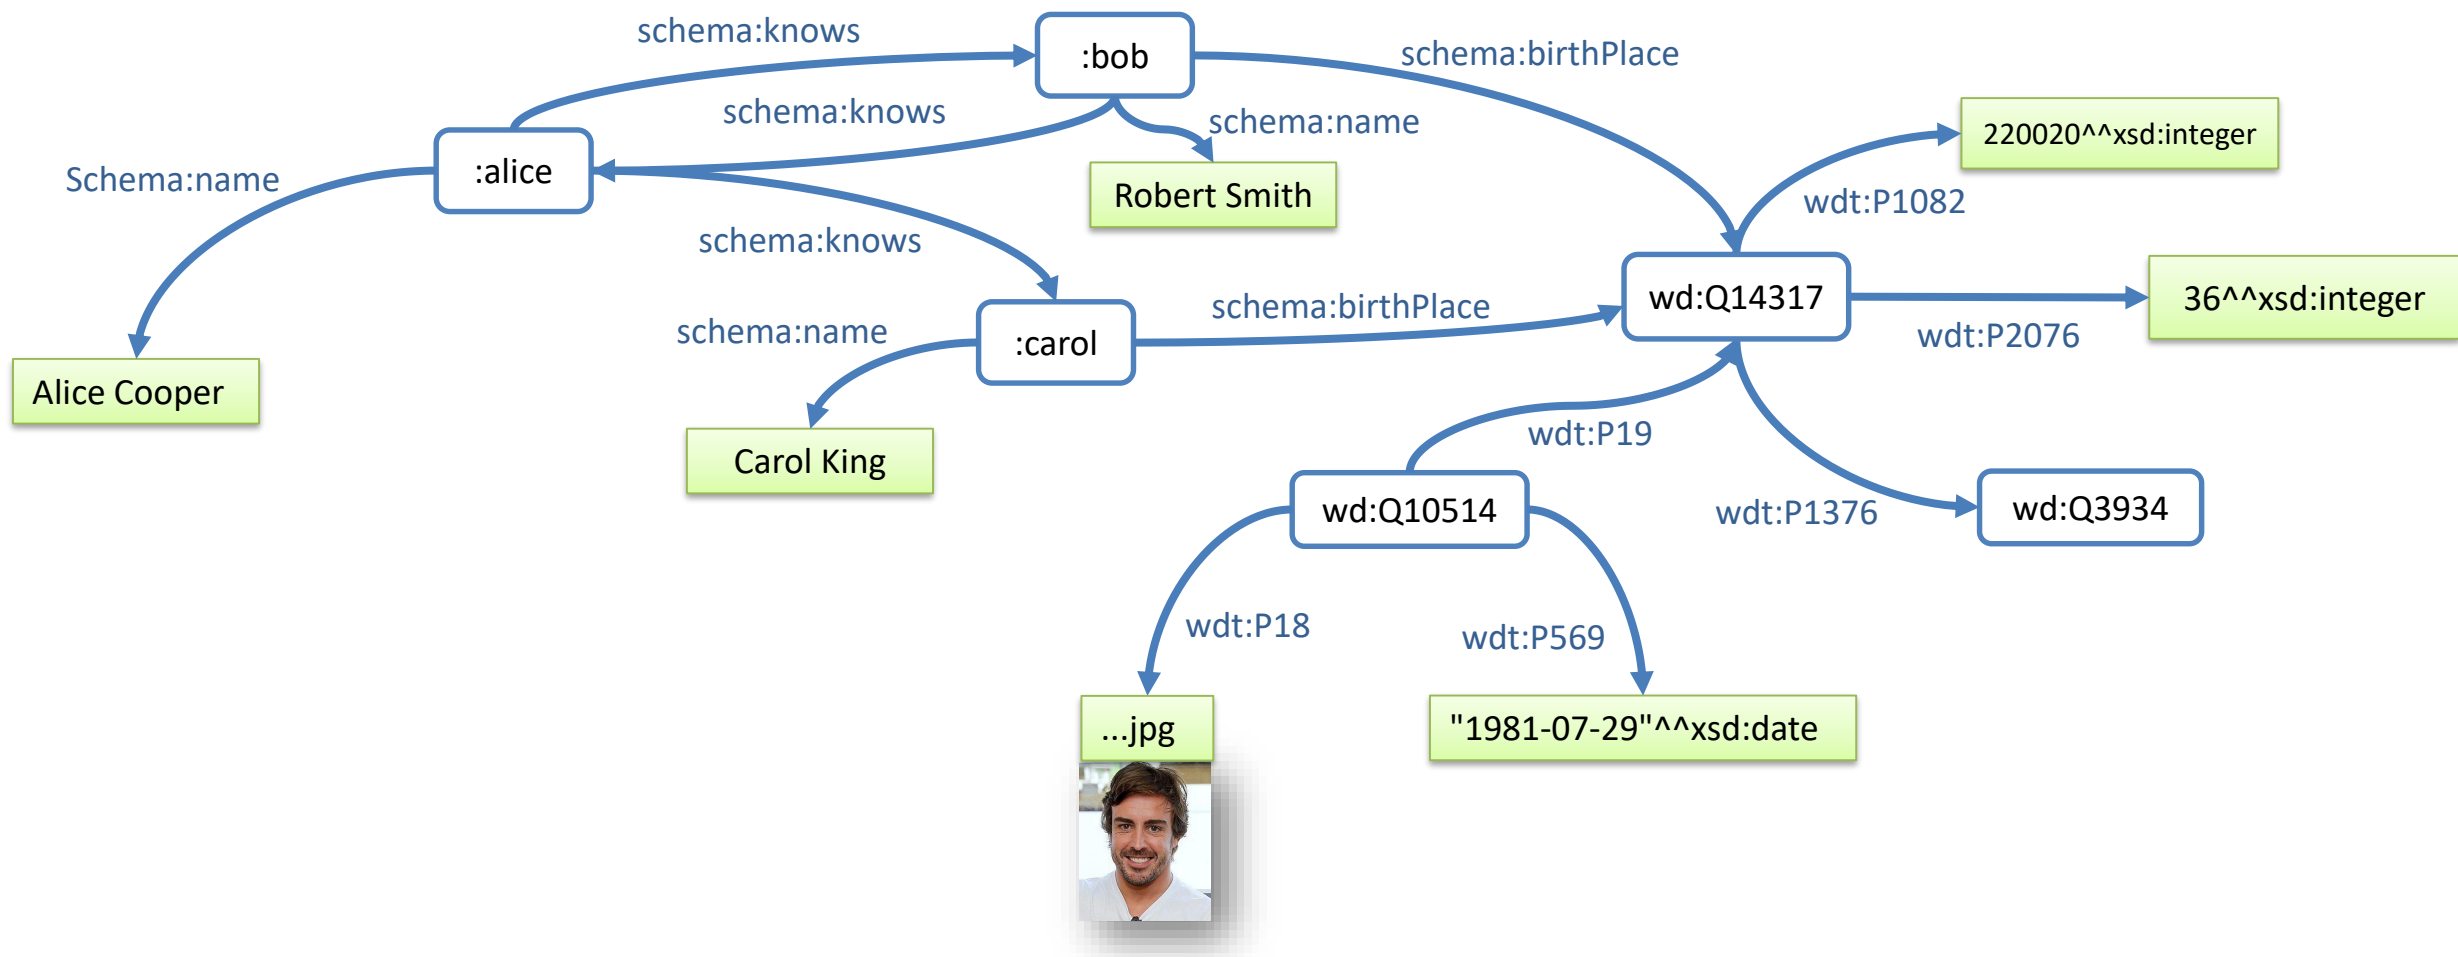 schema:knows
:bob
schema:birthPlace
schema:knows
schema:name
220020^^xsd:integer
:alice
Schema:name
Robert Smith
wdt:P1082
schema:knows
wd:Q14317
36^^xsd:integer
schema:birthPlace
schema:name
:carol
wdt:P2076
Alice Cooper
Carol King
wdt:P19
wd:Q10514
wdt:P1376
wd:Q3934
wdt:P18
wdt:P569
...jpg
"1981-07-29"^^xsd:date